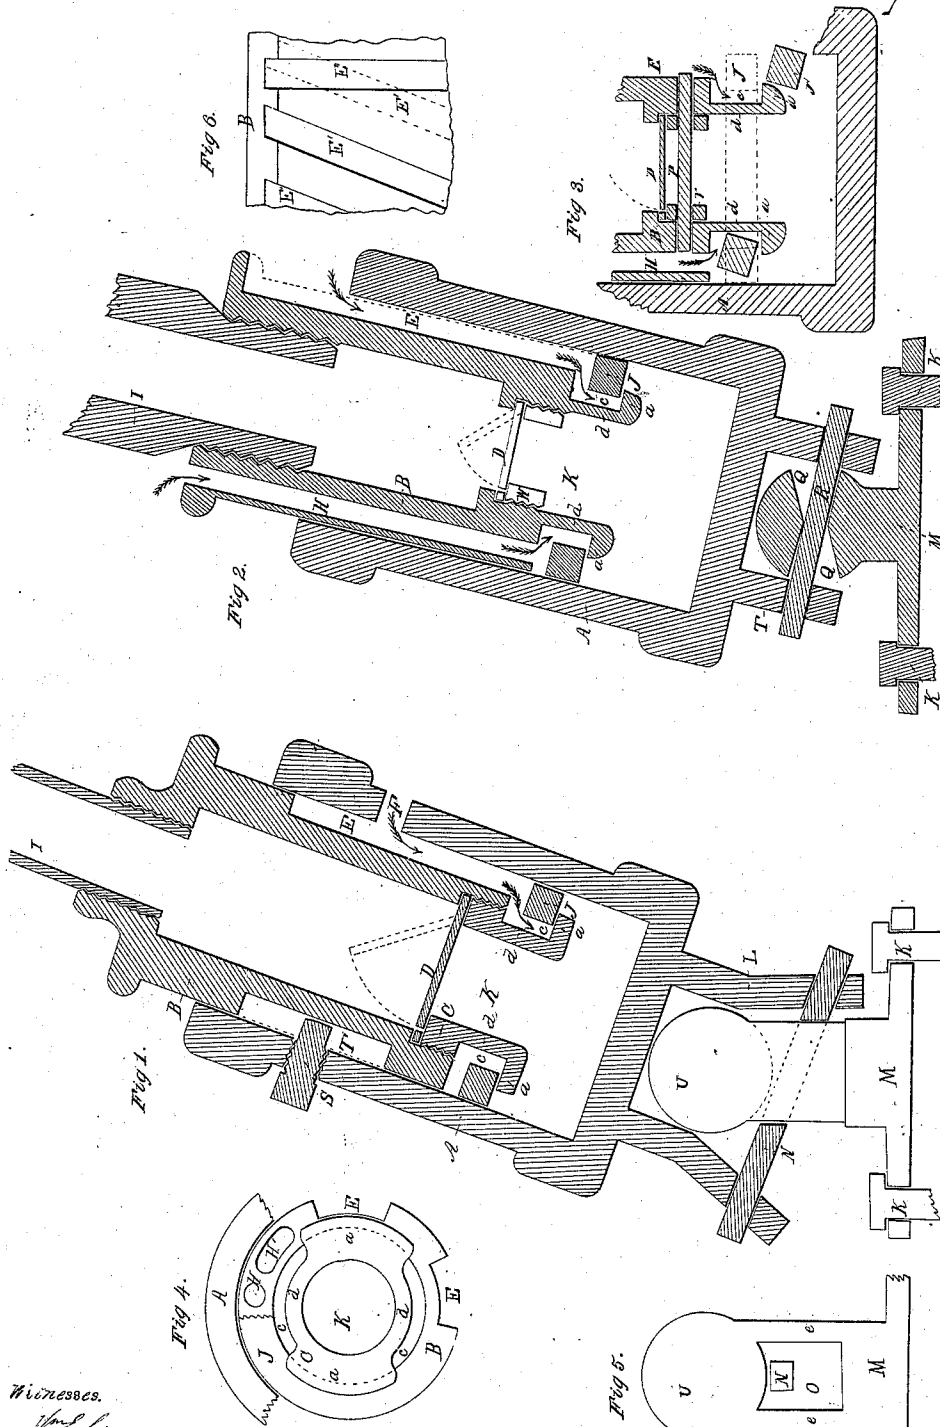 Fig 6.
B
E'
E'
E'
E
Fig 3.
E
J
c
d
a
J
p
p
B
r
d
a
H
A
Fig 2.
I
H
B
E
D
W
K
c
d
J
a
d
a
A
T
Q
Q
R
K
M
K
Fig 1.
I
B
E
F
S
T
D
C
K
c
d
J
a
d
c
a
A
L
U
N
M
K
K
Fig 4.
A
J
H
H'
E
c
d
C
a
a
K
d
c
B
E
Fig 5.
U
e
N
O
e
M
Witnesses.